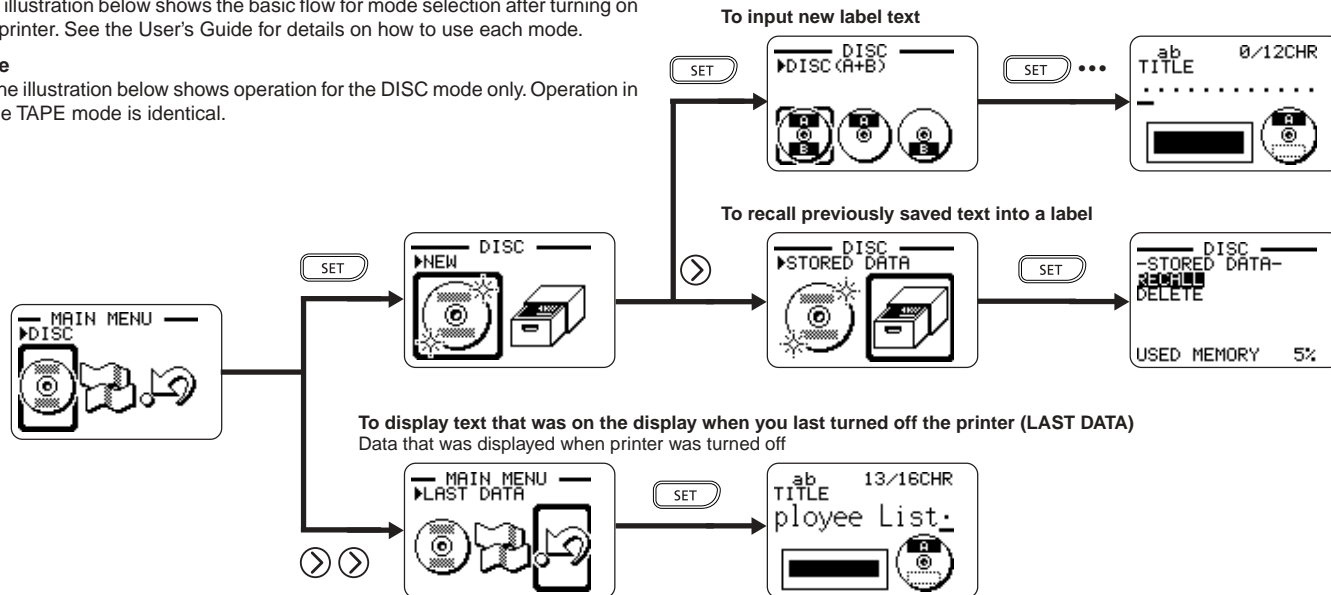 illustration below shows the basic flow for mode selection after turning on
printer. See the User's Guide for details on how to use each mode.
e
ne illustration below shows operation for the DISC mode only. Operation in
e TAPE mode is identical.
To input new label text
SET
DISC
DISC(A+B)
A
B
A
B
SET
•••
ab 0/12CHR
TITLE
A
To recall previously saved text into a label
SET
DISC
NEW
DISC
STORED DATA
SET
DISC
-STORED DATA-
RECALL
DELETE
USED MEMORY 5%
MAIN MENU
DISC
To display text that was on the display when you last turned off the printer (LAST DATA)
Data that was displayed when printer was turned off
MAIN MENU
LAST DATA
SET
ab 13/16CHR
TITLE
ployee List.
A